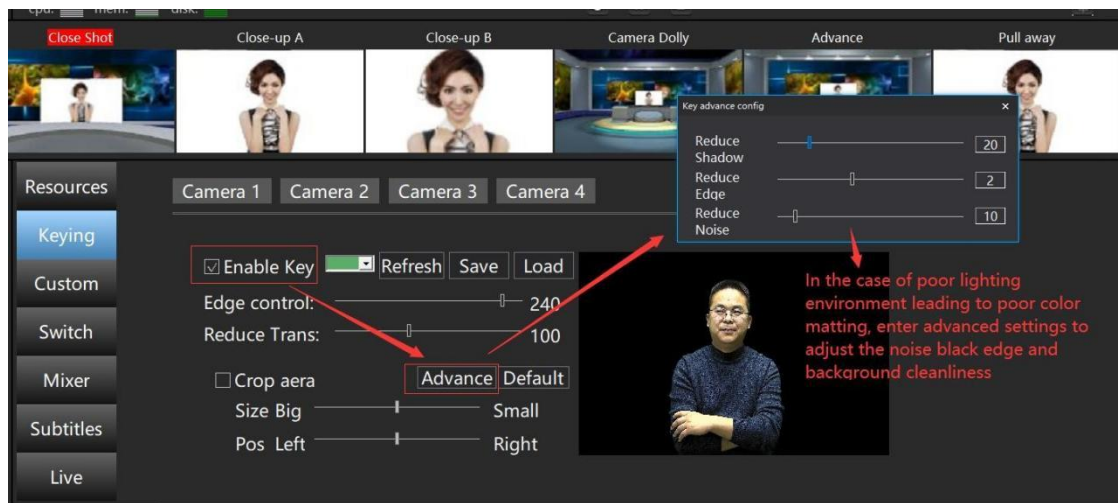 cpu: mem: disk:
Close Shot
Close-up A
Close-up B
Camera Dolly
Advance
Pull away
Key advance config
×
Reduce
Shadow
20
Reduce
Edge
2
Reduce
Noise
10
Resources
Keying
Custom
Switch
Mixer
Subtitles
Live
Camera 1 Camera 2 Camera 3 Camera 4
Enable Key Refresh Save Load
Edge control: 240
Reduce Trans: 100
Crop aera Advance Default
Size Big Small
Pos Left Right
In the case of poor lighting
environment leading to poor color
matting, enter advanced settings to
adjust the noise black edge and
background cleanliness